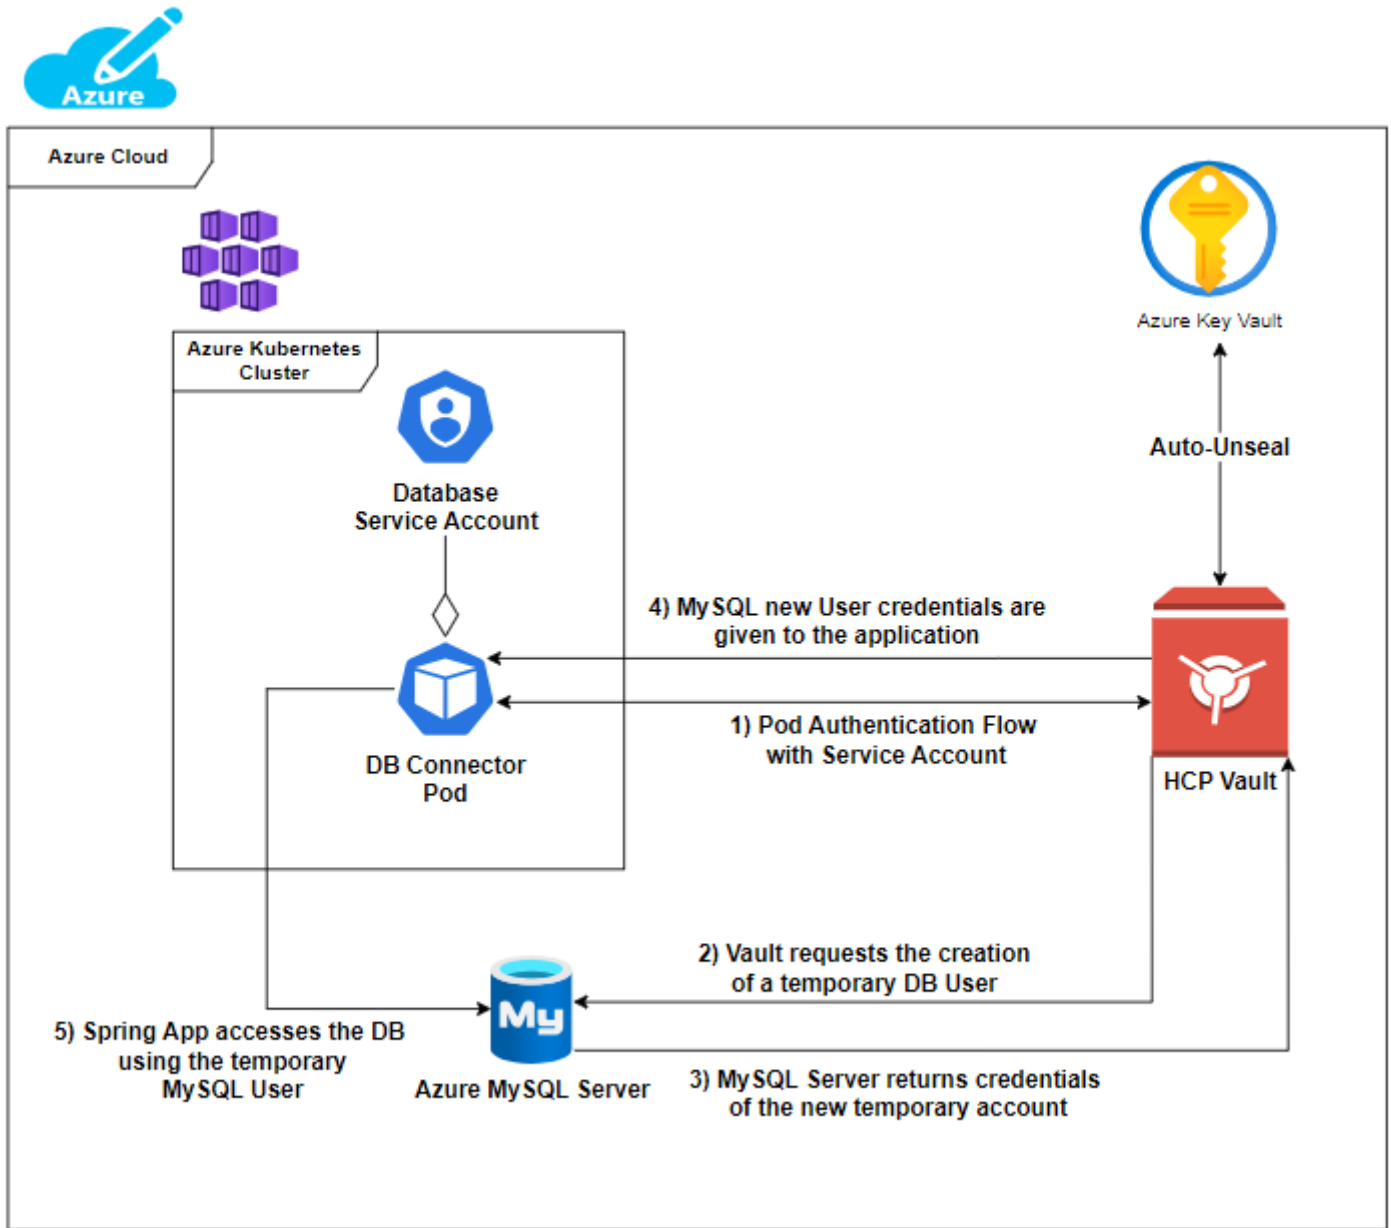 Azure
Azure Cloud
Azure Key Vault
Azure Kubernetes
Cluster
Auto-Unseal
Database
Service Account
4) MySQL new User credentials are
given to the application
1) Pod Authentication Flow
with Service Account
DB Connector
Pod
HCP Vault
2) Vault requests the creation
of a temporary DB User
My
5) Spring App accesses the DB
using the temporary
MySQL User
Azure MySQL Server
3) MySQL Server returns credentials
of the new temporary account